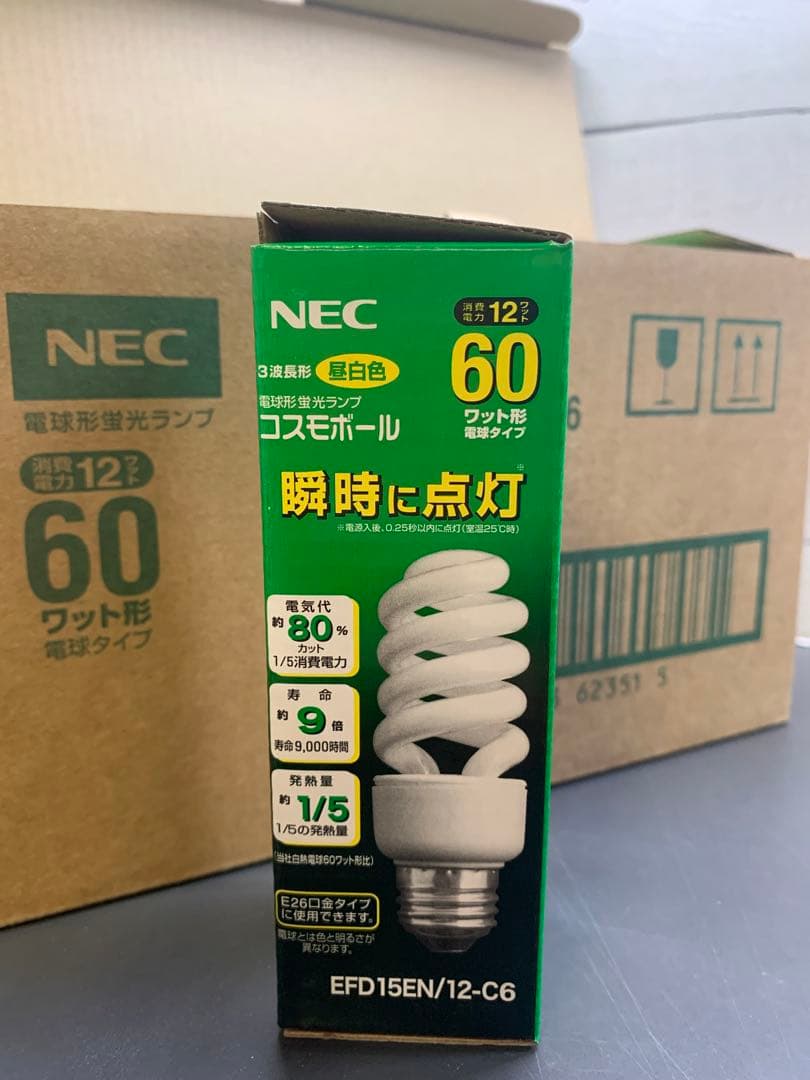 NEC
電球形蛍光ランプ
消費電力 12ワット
60
ワット形
電球タイプ
NEC
消費電力 12ワット
3波長形 昼白色
60
ワット形
電球タイプ
電球形蛍光ランプ
コスモボール
瞬時に点灯※
※電源入後、0.25秒以内に点灯(室温25℃時)
電気代
約80%
カット
1/5消費電力
寿命
約9倍
寿命9,000時間
発熱量
約1/5
1/5の発熱量
(当社白熱電球60ワット形比)
E26口金タイプ
に使用できます。
電球とは色と明るさが
異なります。
EFD15EN/12-C6
6
62351 5